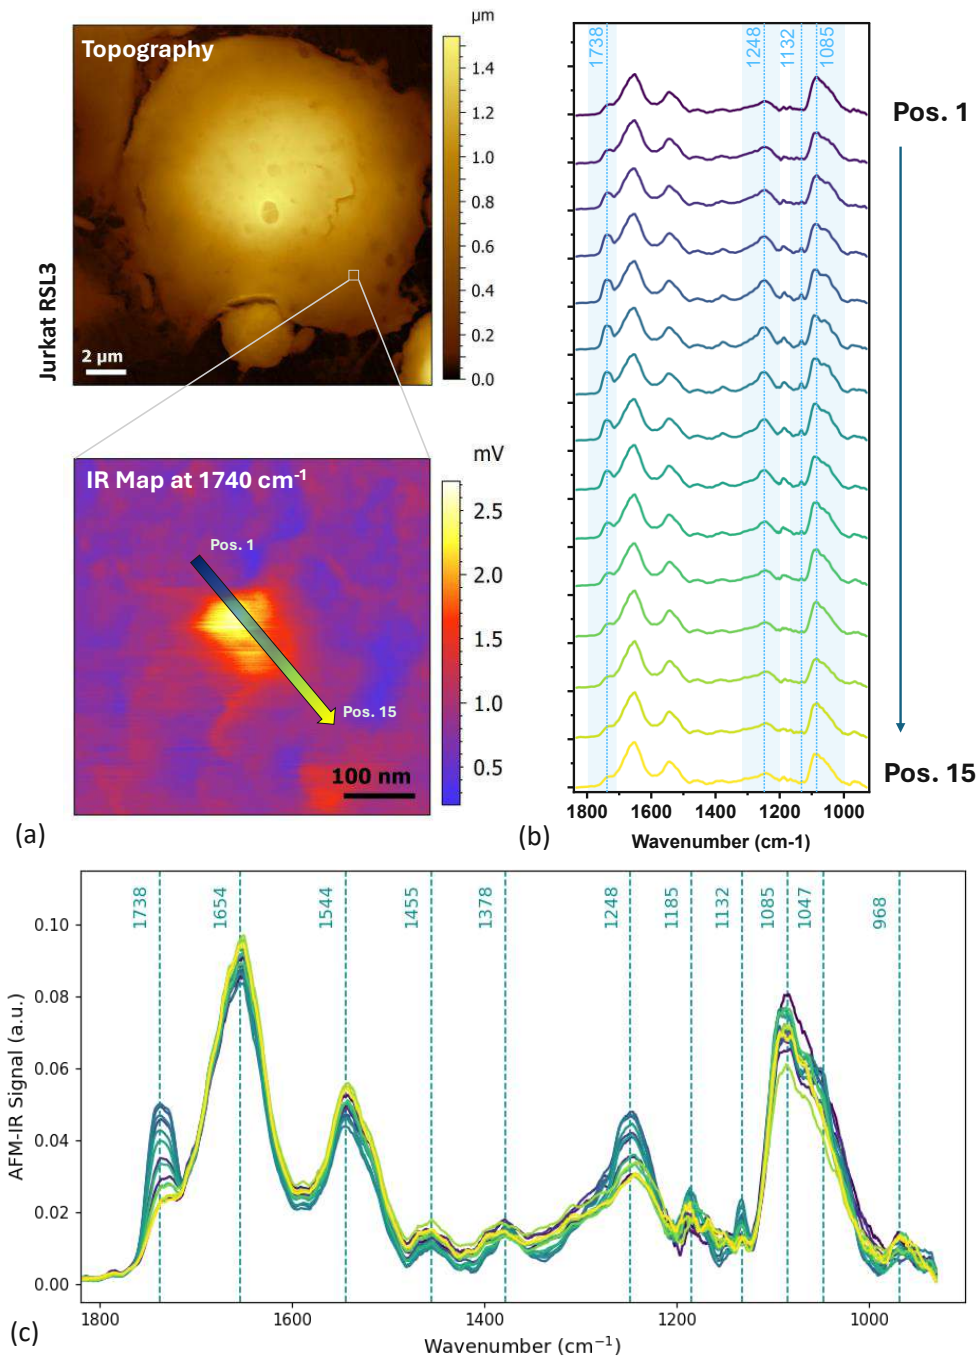 µm
Topography
1.4
1.2
1.0
0.8
0.6
0.4
0.2
0.0
Jurkat RSL3
2 µm
mV
IR Map at 1740 cm⁻¹
2.5
2.0
1.5
1.0
0.5
Pos. 1
Pos. 15
100 nm
(a)
1738
1248
1132
1085
Pos. 1
Pos. 15
1800
1600
1400
1200
1000
Wavenumber (cm-1)
(b)
1738
1654
1544
1455
1378
1248
1185
1132
1085
1047
968
0.10
0.08
0.06
0.04
0.02
0.00
AFM-IR Signal (a.u.)
1800
1600
1400
1200
1000
Wavenumber (cm⁻¹)
(c)